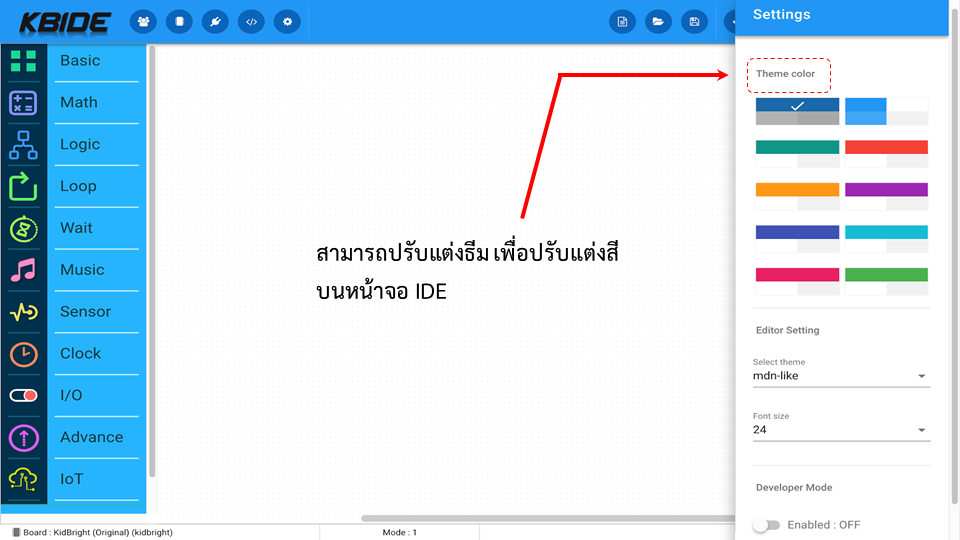 KBIDE
Settings
Basic
Math
Logic
Loop
Wait
Music
Sensor
Clock
I/O
Advance
IoT
สามารถปรับแต่งธีม เพื่อปรับแต่งสี
บนหน้าจอ IDE
Theme color
Editor Setting
Select theme
mdn-like
Font size
24
Developer Mode
Enabled : OFF
Board : KidBright (Original) (kidbright)
Mode : 1